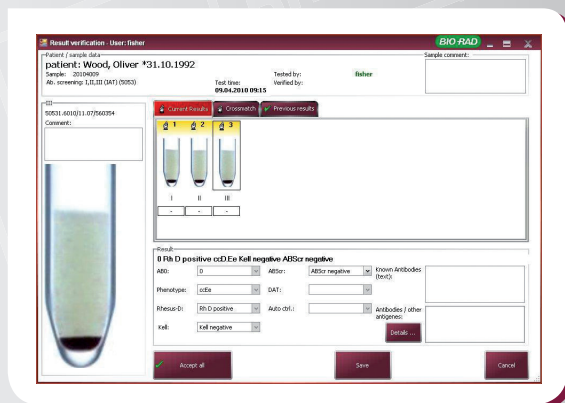 Result verification - User: fisher
BIO-RAD
Patient / sample data
patient: Wood, Oliver *31.10.1992
Sample: 20104009
Ab. screening: I,II,III (IAT) (5053)
Test time:
09.04.2010 09:15
Tested by: fisher
Verified by:
Sample comment:
III
50531.6010/11.07/560354
Comment:
Current Results
Crossmatch
Previous results
1 2 3
I II III
- - -
Result
0 Rh D positive ccD.Ee Kell negative ABScr negative
AB0: 0 ABScr: ABScr negative Known Antibodies
(text):
Phenotype: ccEe DAT:
Rhesus-D: Rh D positive Auto ctrl.: Antibodies / other
antigenes:
Kell: Kell negative
Details ...
Accept all
Save
Cancel